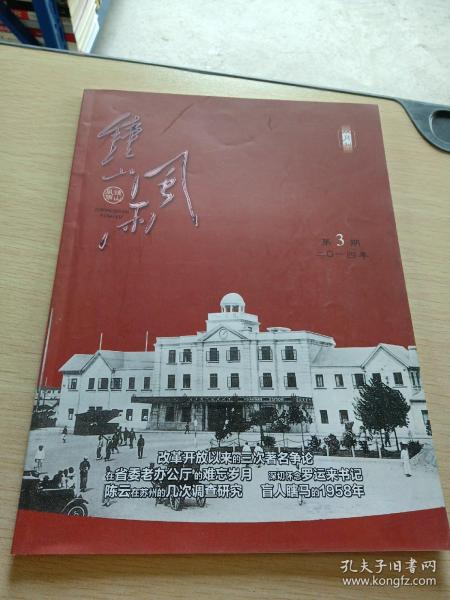 鐘山
風雨
第3期
二〇一四年
改革开放以来的三次著名争论
在省委老办公厅的难忘岁月 深切怀念罗运来书记
陈云在苏州的几次调查研究 盲人瞎马的1958年
孔夫子旧书网
www.kongfz.com